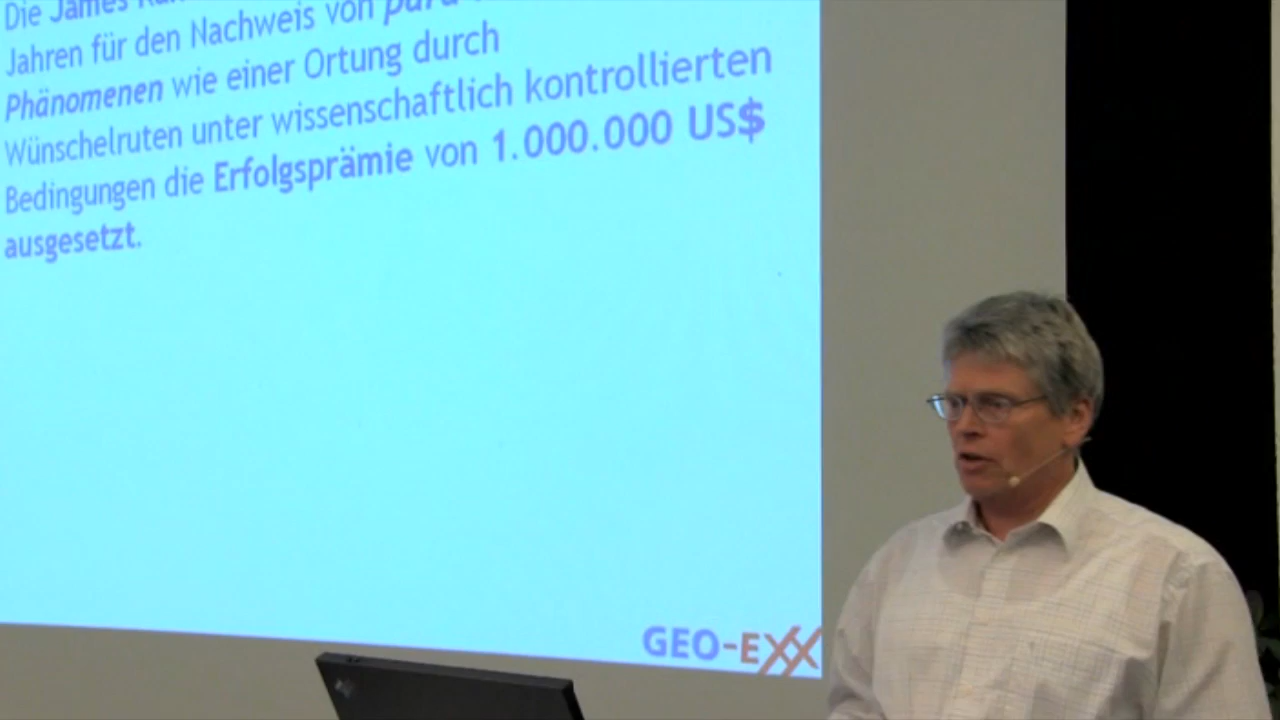 Die James
Jahren für den Nachweis von
Phänomenen wie einer Ortung durch
Wünschelruten unter wissenschaftlich kontrollierten
Bedingungen die Erfolgsprämie von 1.000.000 US$
ausgesetzt.
GEO-EXX